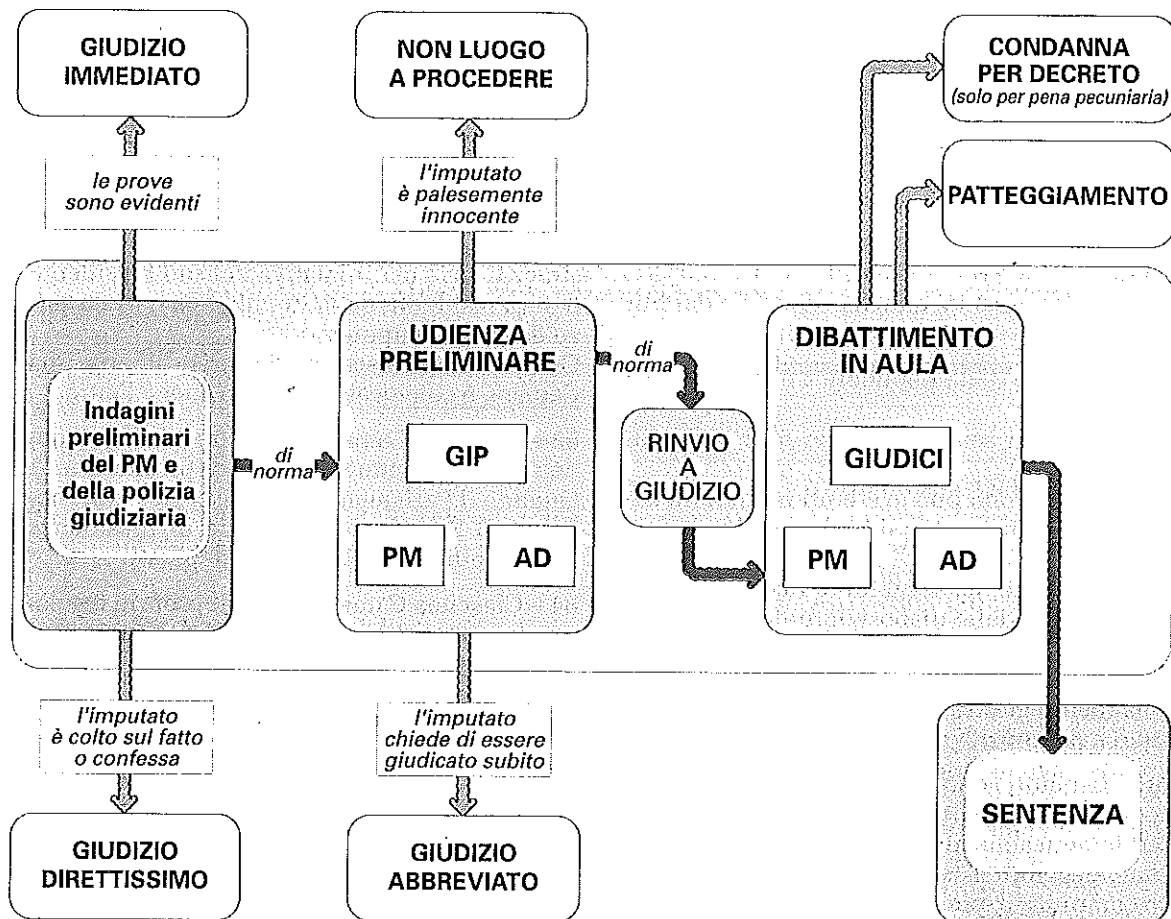 GIUDIZIO
IMMEDIATO
NON LUOGO
A PROCEDERE
CONDANNA
PER DECRETO
(solo per pena pecuniaria)
PATTEGGIAMENTO
le prove
sono evidenti
l'imputato
è palesemente
innocente
Indagini
preliminari
del PM e
della polizia
giudiziaria
di
norma
UDIENZA
PRELIMINARE
GIP
PM
AD
di
norma
RINVIO
A
GIUDIZIO
DIBATTIMENTO
IN AULA
GIUDICI
PM
AD
l'imputato
è colto sul fatto
o confessa
l'imputato
chiede di essere
giudicato subito
GIUDIZIO
DIRETTISSIMO
GIUDIZIO
ABBREVIATO
SENTENZA